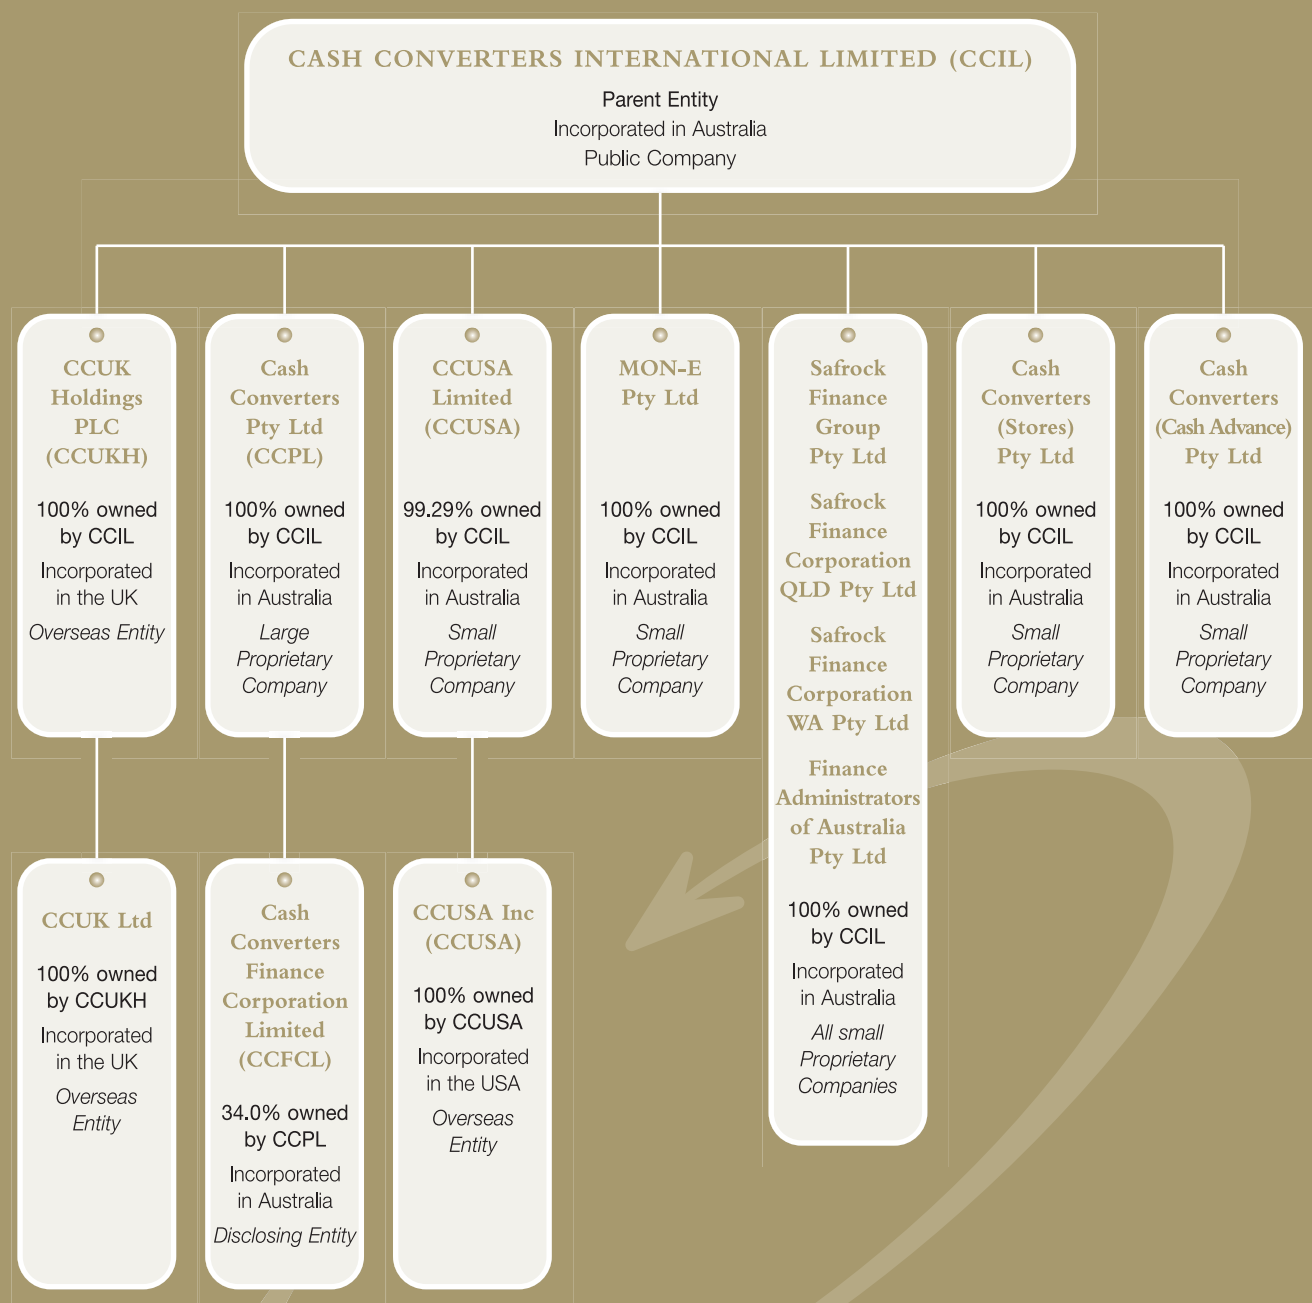 CASH CONVERTERS INTERNATIONAL LIMITED (CCIL)
Parent Entity
Incorporated in Australia
Public Company
CCUK
Holdings
PLC
(CCUKH)
100% owned
by CCIL
Incorporated
in the UK
Overseas Entity
Cash
Converters
Pty Ltd
(CCPL)
100% owned
by CCIL
Incorporated
in Australia
Large
Proprietary
Company
CCUSA
Limited
(CCUSA)
99.29% owned
by CCIL
Incorporated
in Australia
Small
Proprietary
Company
MON-E
Pty Ltd
100% owned
by CCIL
Incorporated
in Australia
Small
Proprietary
Company
Safrock
Finance
Group
Pty Ltd
Safrock
Finance
Corporation
QLD Pty Ltd
Safrock
Finance
Corporation
WA Pty Ltd
Finance
Administrators
of Australia
Pty Ltd
100% owned
by CCIL
Incorporated
in Australia
All small
Proprietary
Companies
Cash
Converters
(Stores)
Pty Ltd
100% owned
by CCIL
Incorporated
in Australia
Small
Proprietary
Company
Cash
Converters
(Cash Advance)
Pty Ltd
100% owned
by CCIL
Incorporated
in Australia
Small
Proprietary
Company
CCUK Ltd
100% owned
by CCUKH
Incorporated
in the UK
Overseas
Entity
Cash
Converters
Finance
Corporation
Limited
(CCFCL)
34.0% owned
by CCPL
Incorporated
in Australia
Disclosing Entity
CCUSA Inc
(CCUSA)
100% owned
by CCUSA
Incorporated
in the USA
Overseas
Entity